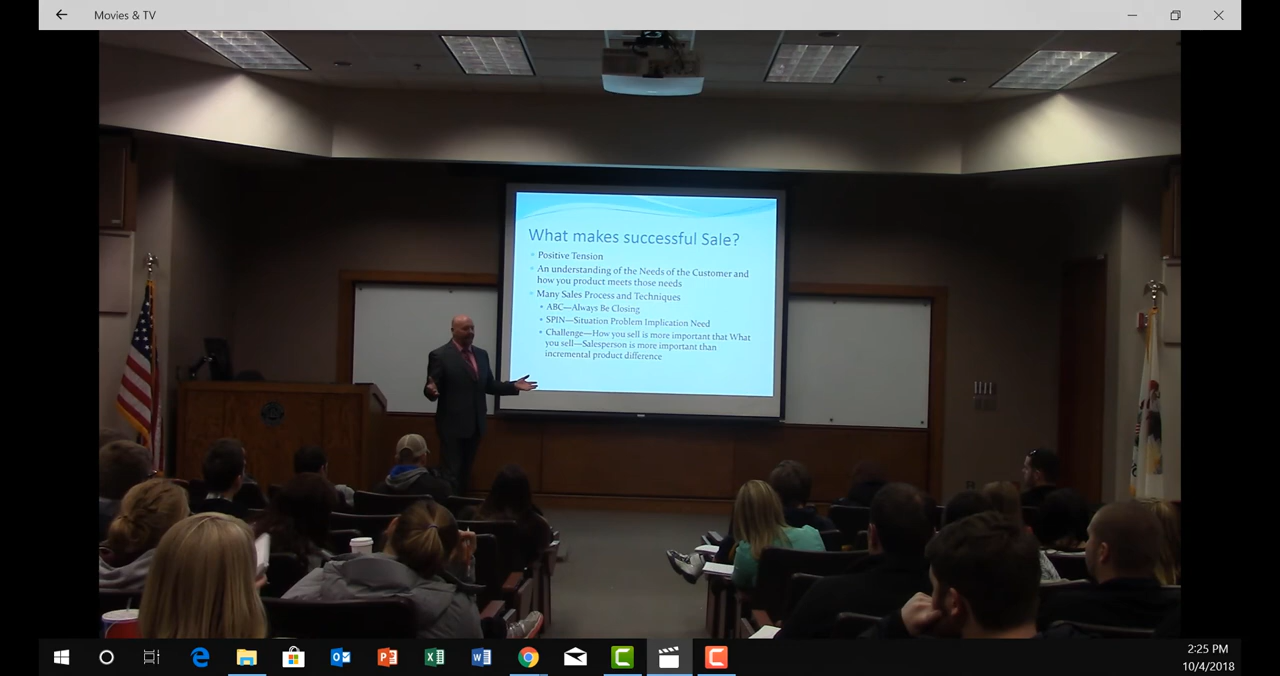 Movies & TV
What makes successful Sale?
Positive Tension
An understanding of the Needs of the Customer and
how you product meets those needs
Many Sales Process and Techniques
ABC—Always Be Closing
SPIN—Situation Problem Implication Need
Challenge—How you sell is more important that What
you sell—Salesperson is more important than
incremental product difference
2:25 PM
10/4/2018